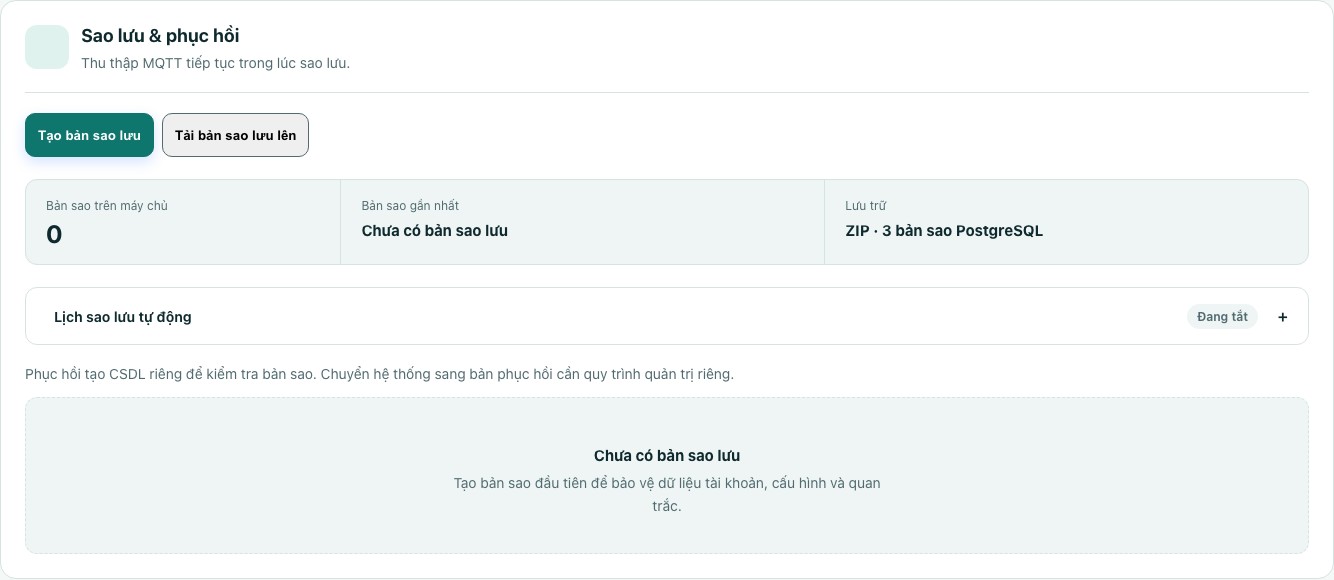 Sao lưu & phục hồi
Thu thập MQTT tiếp tục trong lúc sao lưu.
Tạo bản sao lưu
Tải bản sao lưu lên
Bản sao trên máy chủ
0
Bản sao gần nhất
Chưa có bản sao lưu
Lưu trữ
ZIP · 3 bản sao PostgreSQL
Lịch sao lưu tự động
Đang tắt
+
Phục hồi tạo CSDL riêng để kiểm tra bản sao. Chuyển hệ thống sang bản phục hồi cần quy trình quản trị riêng.
Chưa có bản sao lưu
Tạo bản sao đầu tiên để bảo vệ dữ liệu tài khoản, cấu hình và quan
trắc.